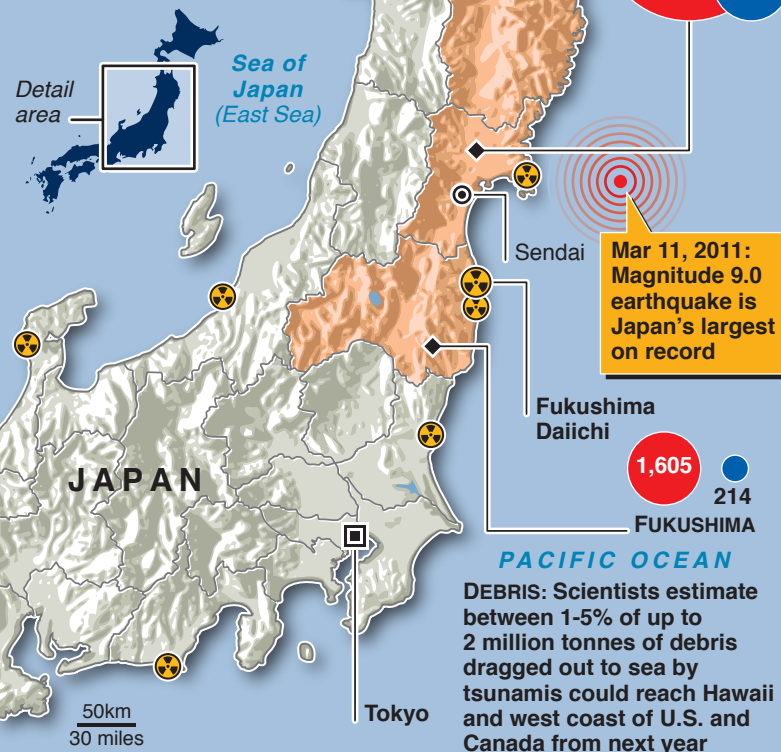 Detail
area
Sea of
Japan
(East Sea)
Sendai
Mar 11, 2011:
Magnitude 9.0
earthquake is
Japan's largest
on record
Fukushima
Daiichi
JAPAN
1,605
214
FUKUSHIMA
PACIFIC OCEAN
DEBRIS: Scientists estimate
between 1-5% of up to
2 million tonnes of debris
dragged out to sea by
tsunamis could reach Hawaii
and west coast of U.S. and
Canada from next year
Tokyo
50km
30 miles